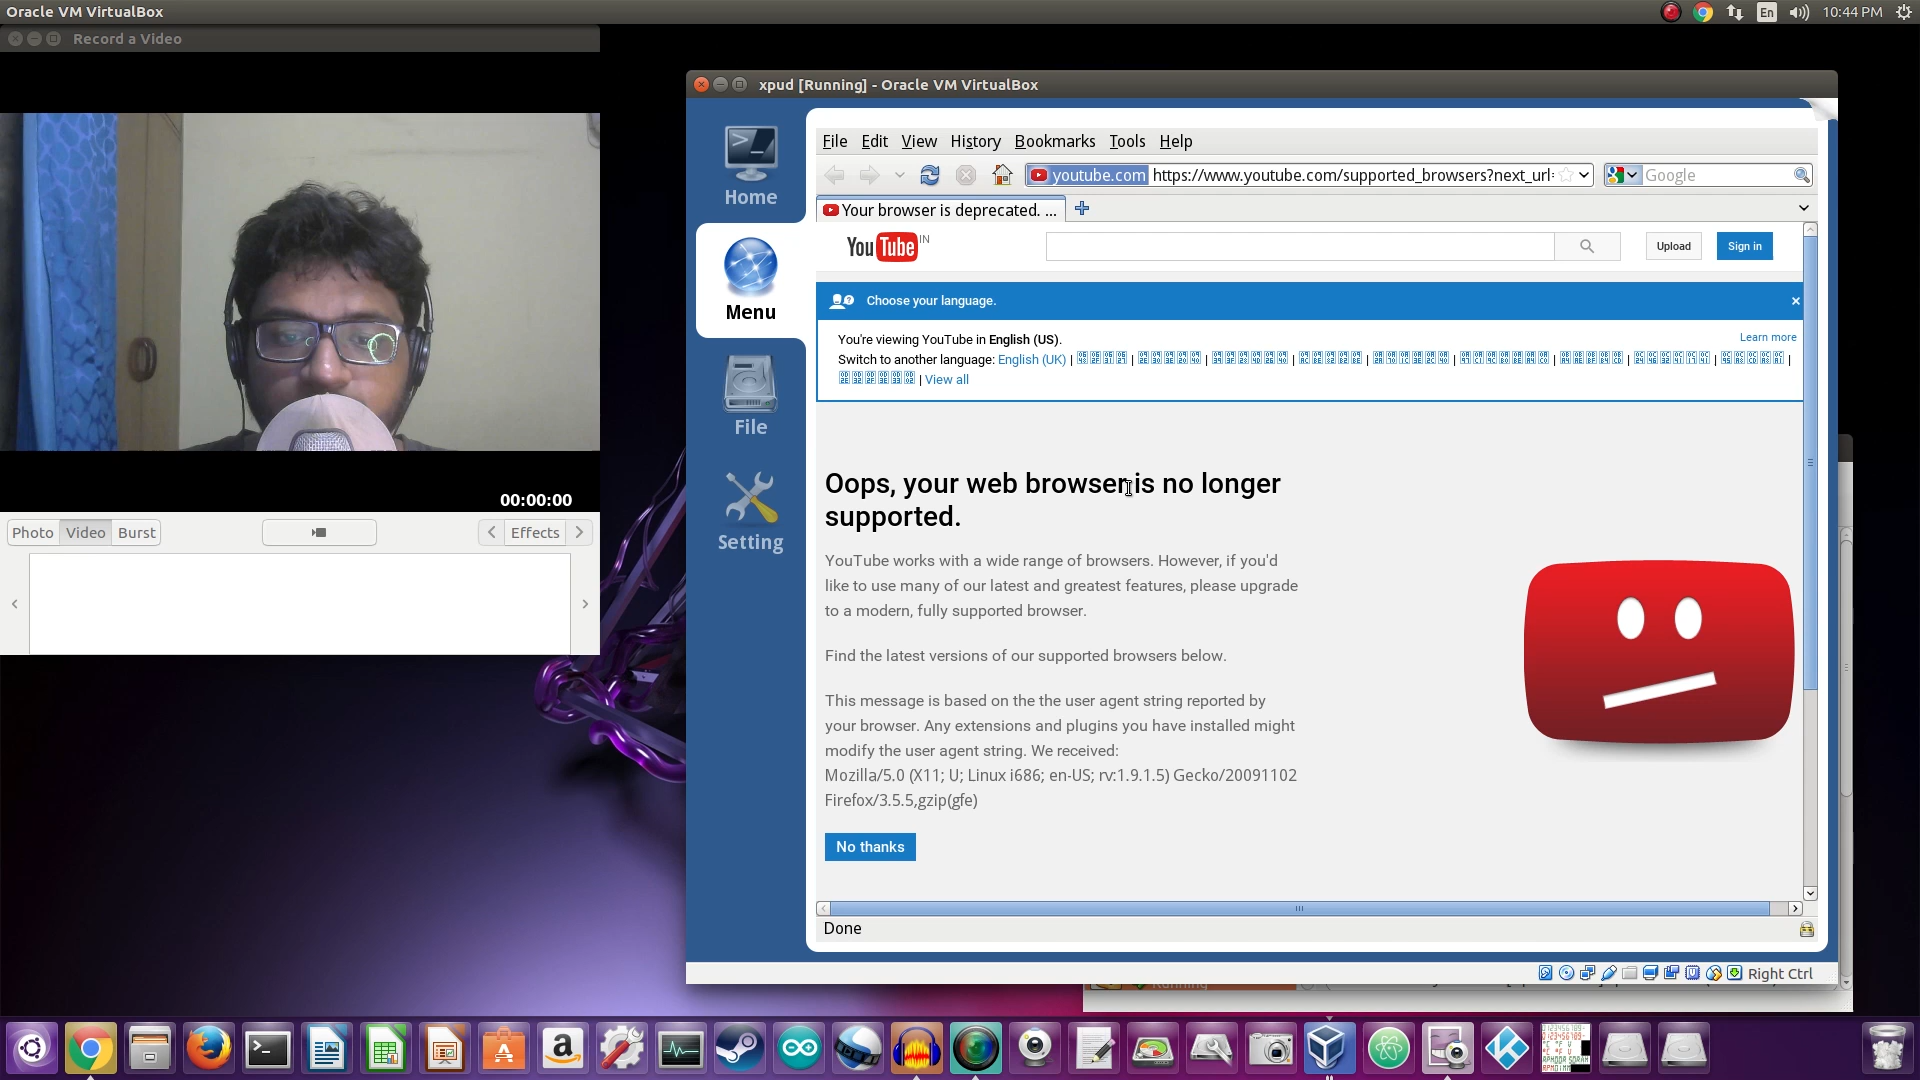 Oracle VM VirtualBox
En
10:44 PM
Record a Video
00:00:00
Photo
Video
Burst
Effects
xpud [Running] - Oracle VM VirtualBox
Home
Menu
File
Setting
File Edit View History Bookmarks Tools Help
youtube.com https://www.youtube.com/supported_browsers?next_url=
Google
Your browser is deprecated. ...
YouTube IN
Upload
Sign in
Choose your language.
×
Learn more
You're viewing YouTube in English (US).
Switch to another language: English (UK) |
| View all
Oops, your web browser is no longer
supported.
YouTube works with a wide range of browsers. However, if you'd
like to use many of our latest and greatest features, please upgrade
to a modern, fully supported browser.
Find the latest versions of our supported browsers below.
This message is based on the the user agent string reported by
your browser. Any extensions and plugins you have installed might
modify the user agent string. We received:
Mozilla/5.0 (X11; U; Linux i686; en-US; rv:1.9.1.5) Gecko/20091102
Firefox/3.5.5,gzip(gfe)
No thanks
Done
Right Ctrl
Running